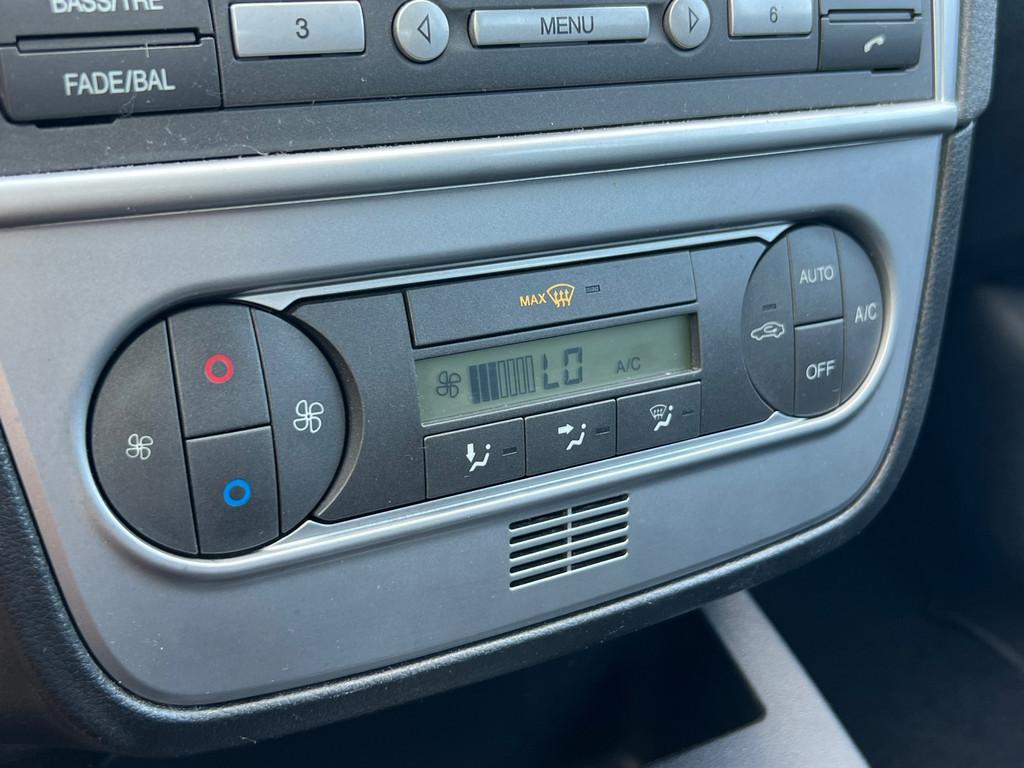 BASS/TRE
FADE/BAL
3
MENU
6
MAX
AUTO
A/C
OFF
LO
A/C